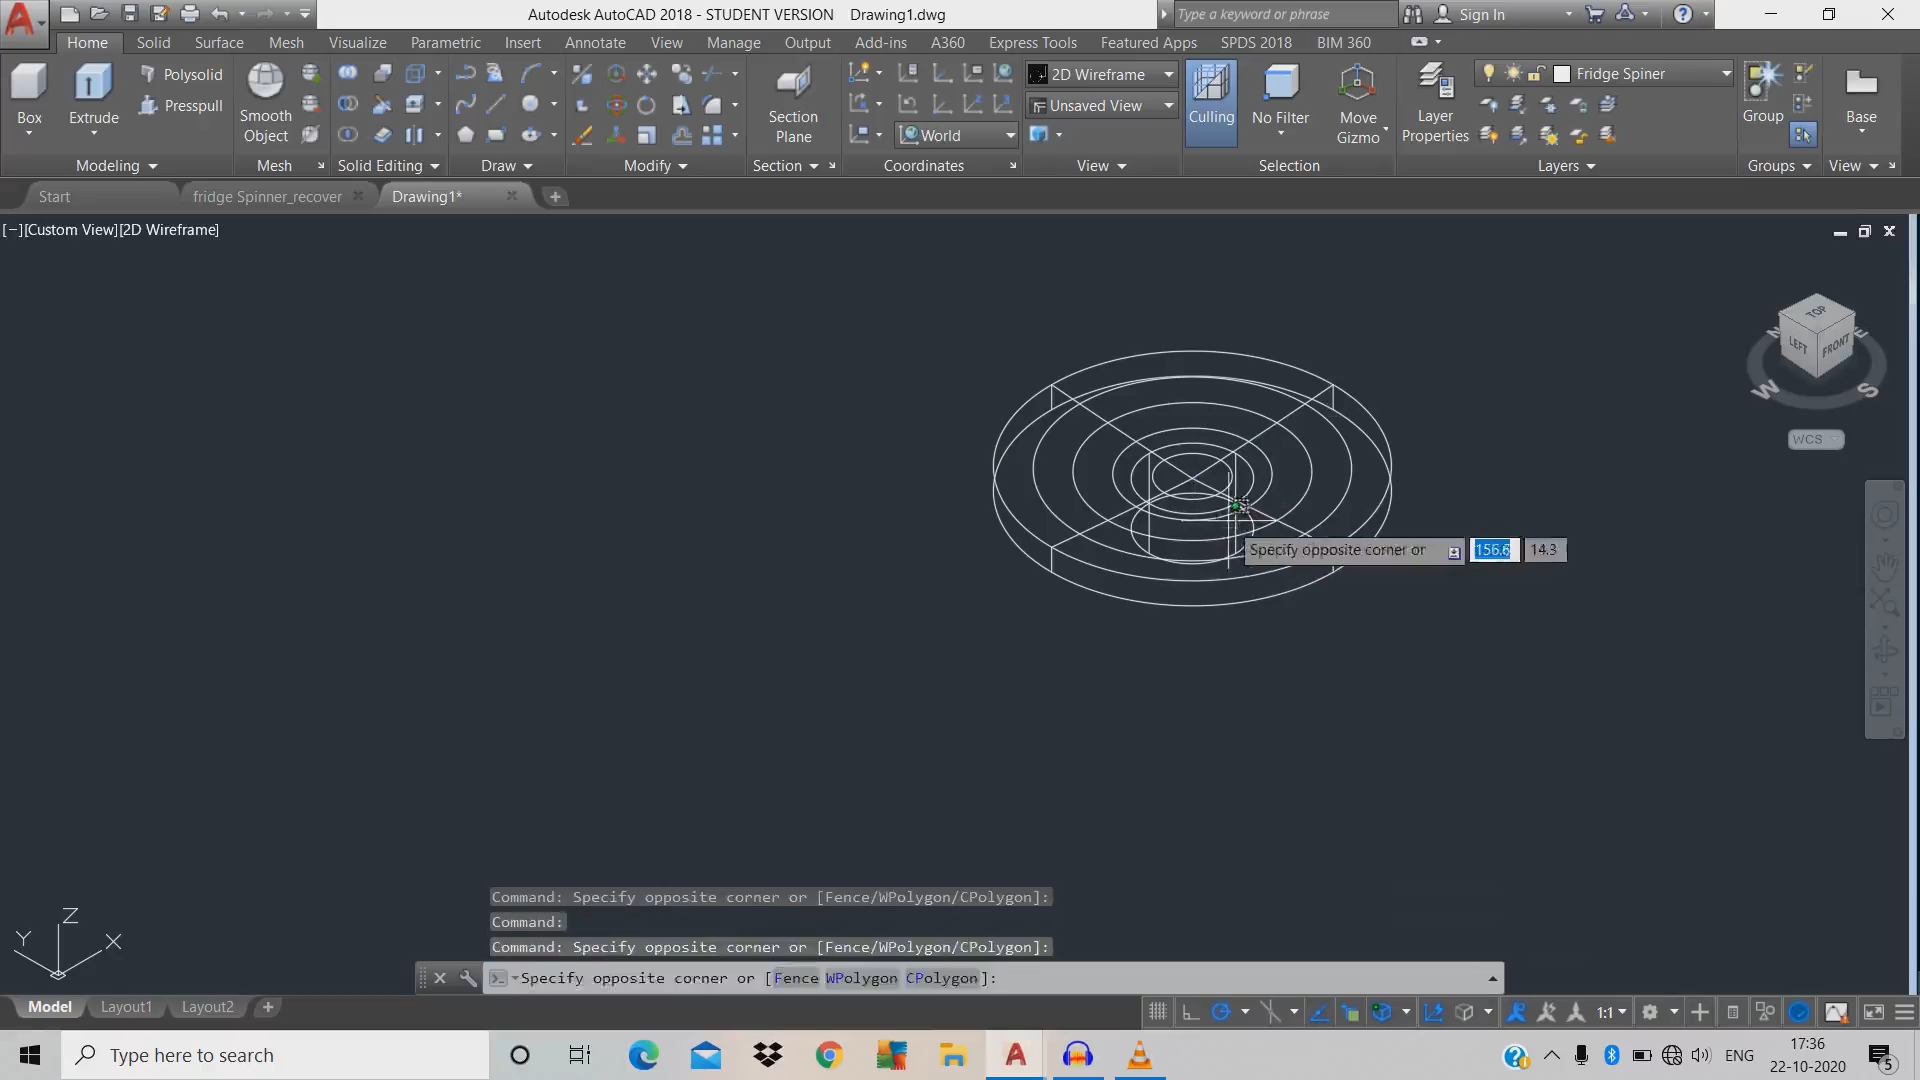 Autodesk AutoCAD 2018 - STUDENT VERSION Drawing1.dwg
Type a keyword or phrase
Sign In
Home Solid Surface Mesh Visualize Parametric Insert Annotate View Manage Output Add-ins A360 Express Tools Featured Apps SPDS 2018 BIM 360
Box
Extrude
Polysolid
Presspull
Smooth Object
Section Plane
World
2D Wireframe
Unsaved View
Culling
No Filter
Move Gizmo
Layer Properties
Fridge Spiner
Group
Base
Modeling Mesh Solid Editing Draw Modify Section Coordinates View Selection Layers Groups View
Start fridge Spinner_recover Drawing1*
[−][Custom View][2D Wireframe]
TOP
LEFT FRONT
N E
W S
WCS
Specify opposite corner or 156.6 14.3
Z
Y X
Command: Specify opposite corner or [Fence/WPolygon/CPolygon]:
Command:
Command: Specify opposite corner or [Fence/WPolygon/CPolygon]:
Specify opposite corner or [Fence WPolygon CPolygon]:
Model Layout1 Layout2
1:1
Type here to search
ENG
17:36
22-10-2020
5